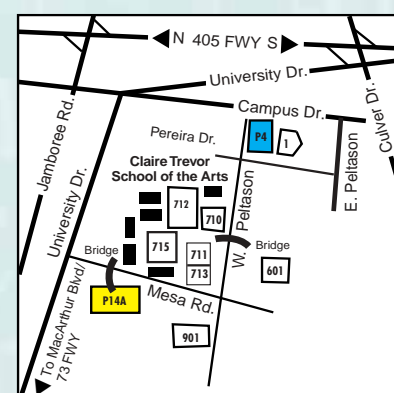 N 405 FWY S
University Dr.
Campus Dr.
Culver Dr.
Jamboree Rd.
Pereira Dr.
P4
1
E. Peltason
Claire Trevor
School of the Arts
University Dr.
712
710
W. Peltason
Bridge
715
711
713
Bridge
601
P14A
Mesa Rd.
901
To MacArthur Blvd/
73 FWY